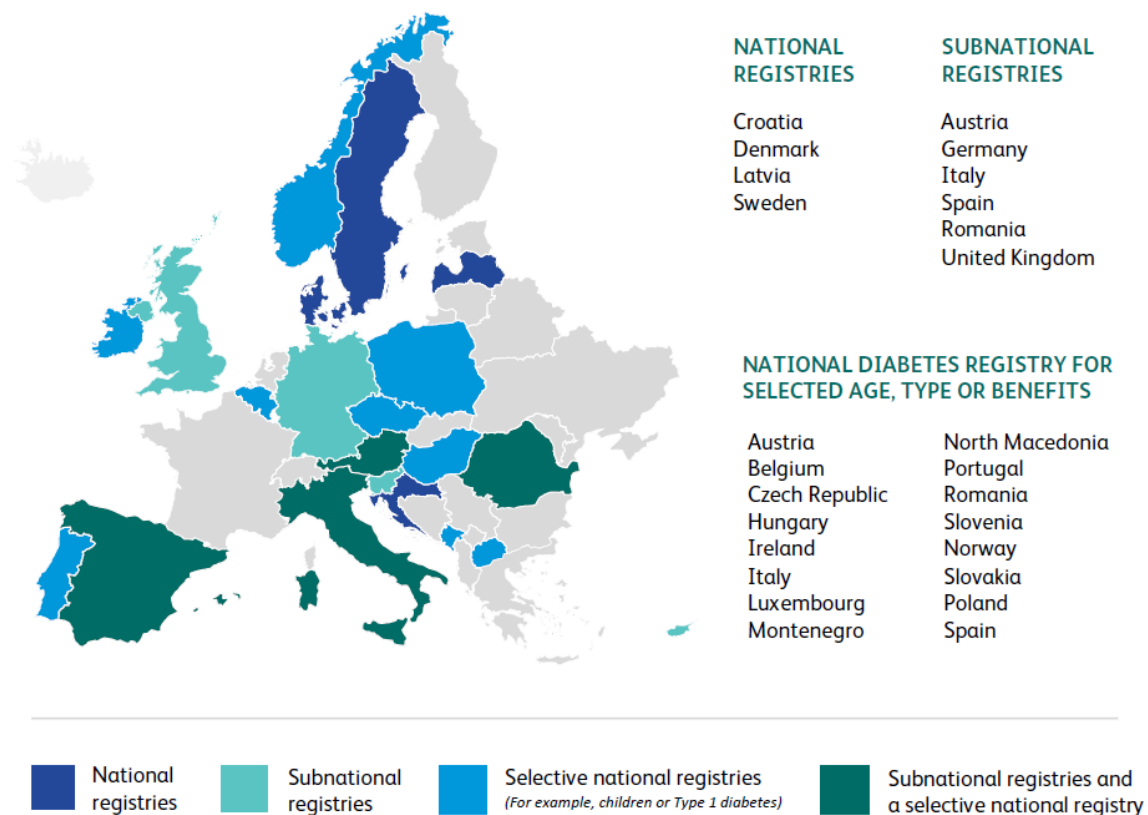 NATIONAL
REGISTRIES
Croatia
Denmark
Latvia
Sweden
SUBNATIONAL
REGISTRIES
Austria
Germany
Italy
Spain
Romania
United Kingdom
NATIONAL DIABETES REGISTRY FOR
SELECTED AGE, TYPE OR BENEFITS
Austria
Belgium
Czech Republic
Hungary
Ireland
Italy
Luxembourg
Montenegro
North Macedonia
Portugal
Romania
Slovenia
Norway
Slovakia
Poland
Spain
National
registries
Subnational
registries
Selective national registries
(For example, children or Type 1 diabetes)
Subnational registries and
a selective national registry